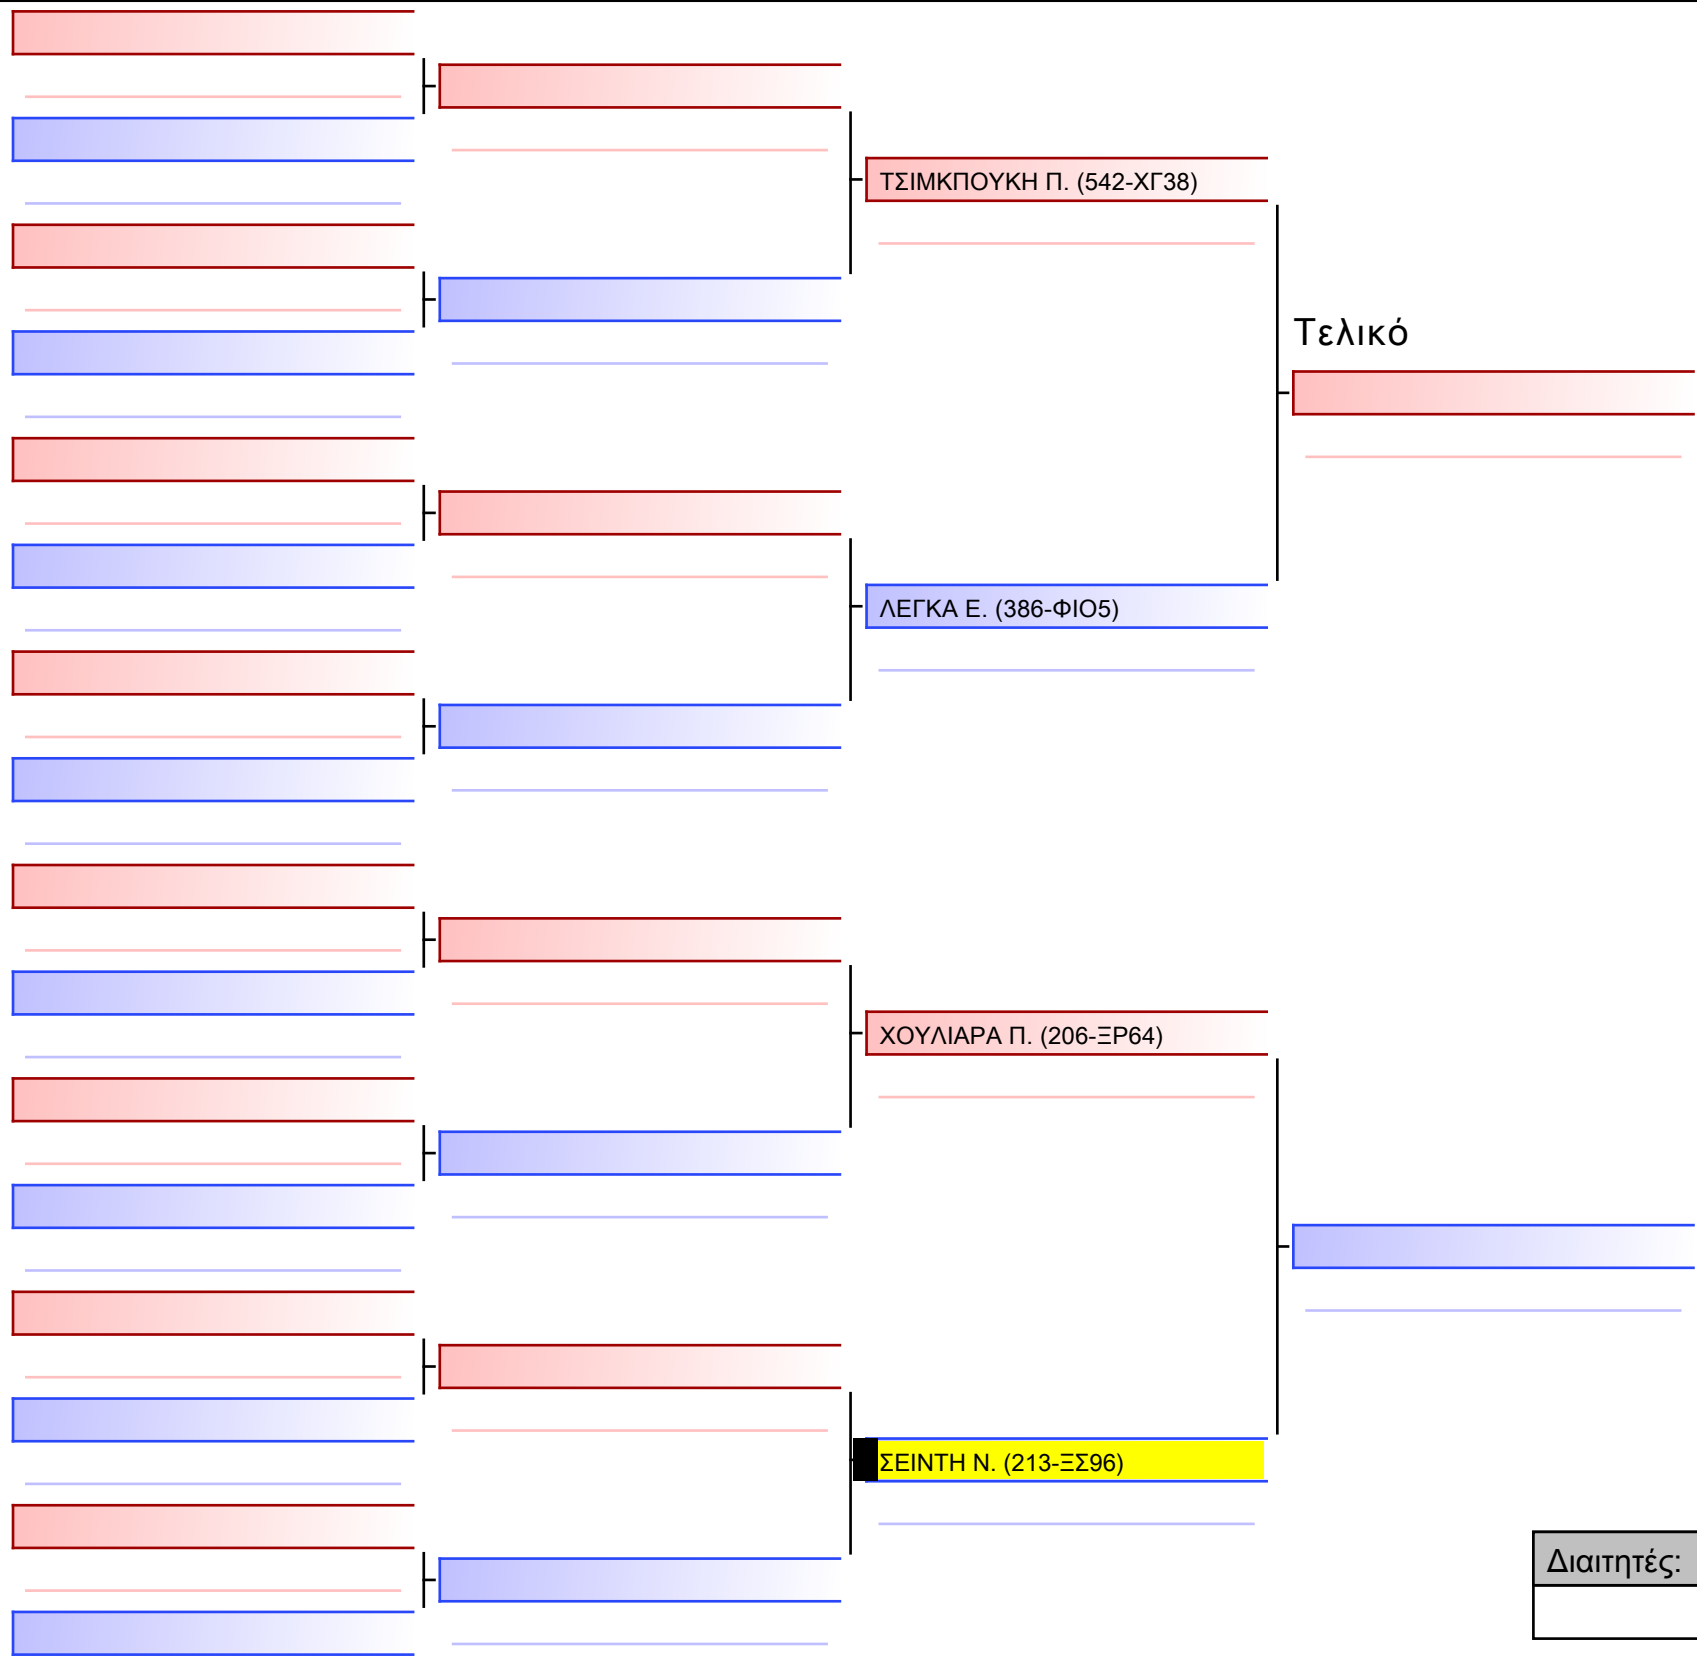 ΤΣΙΜΚΠΟΥΚΗ Π. (542-ΧΓ38)
Τελικό
ΛΕΓΚΑ Ε. (386-ΦΙΟ5)
ΧΟΥΛΙΑΡΑ Π. (206-ΞΡ64)
ΣΕΙΝΤΗ Ν. (213-ΞΣ96)
Διαιτητές: